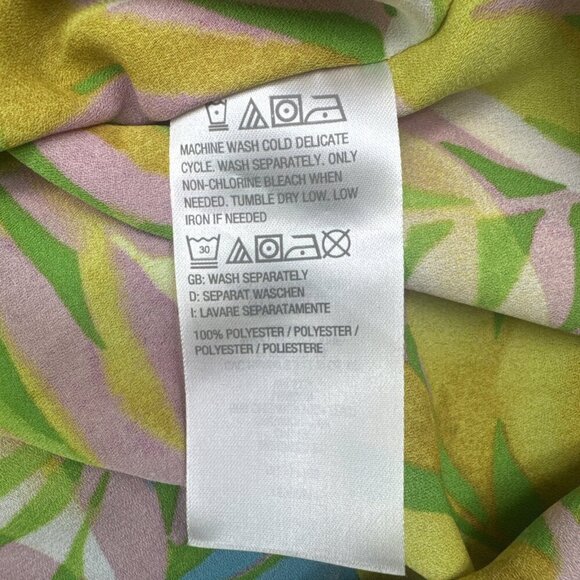 MACHINE WASH COLD DELICATE
CYCLE. WASH SEPARATELY. ONLY
NON-CHLORINE BLEACH WHEN
NEEDED. TUMBLE DRY LOW. LOW
IRON IF NEEDED
30
GB: WASH SEPARATELY
D: SEPARAT WASCHEN
I: LAVARE SEPARATAMENTE
100% POLYESTER / POLYESTER /
POLYESTER / POLIESTERE